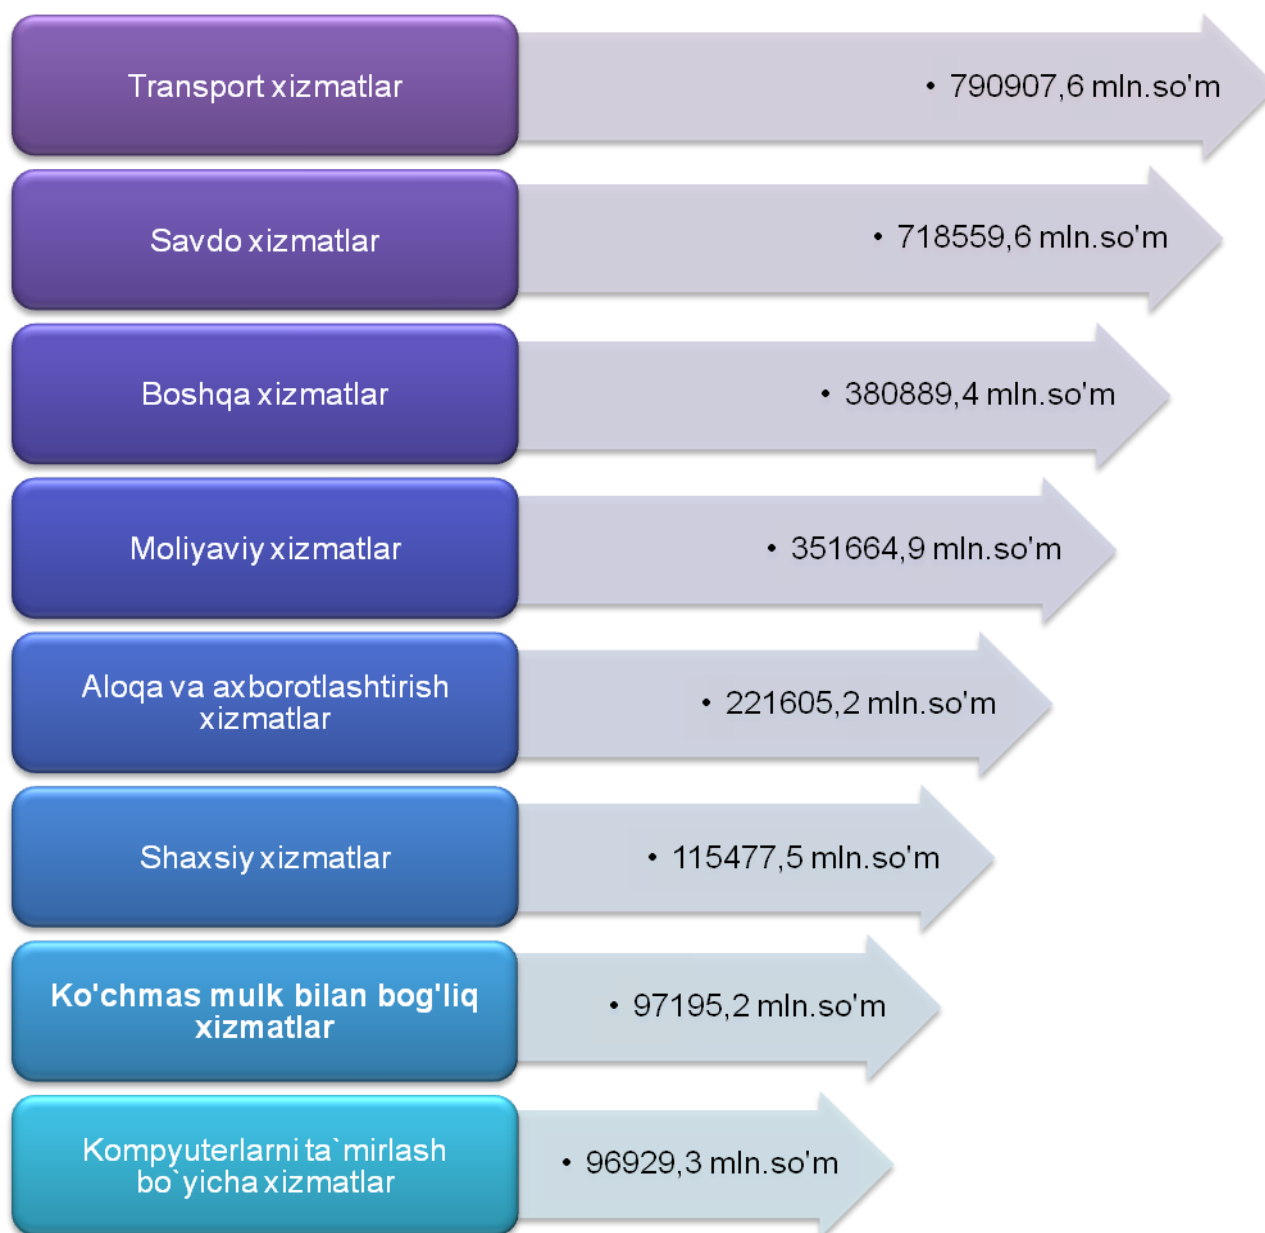 Transport xizmatlar
• 790907,6 mln.so'm
Savdo xizmatlar
• 718559,6 mln.so'm
Boshqa xizmatlar
• 380889,4 mln.so'm
Moliyaviy xizmatlar
• 351664,9 mln.so'm
Aloqa va axborotlashtirish
xizmatlar
• 221605,2 mln.so'm
Shaxsiy xizmatlar
• 115477,5 mln.so'm
Ko'chmas mulk bilan bog'liq
xizmatlar
• 97195,2 mln.so'm
Kompyuterlarni ta`mirlash
bo`yicha xizmatlar
• 96929,3 mln.so'm